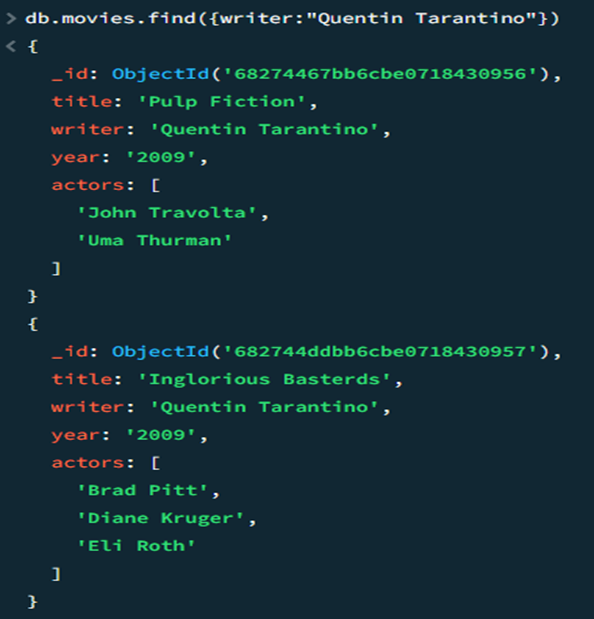 > db.movies.find({writer:"Quentin Tarantino"})
< {
_id: ObjectId('68274467bb6cbe0718430956'),
title: 'Pulp Fiction',
writer: 'Quentin Tarantino',
year: '2009',
actors: [
'John Travolta',
'Uma Thurman'
]
}
{
_id: ObjectId('682744ddbb6cbe0718430957'),
title: 'Inglorious Basterds',
writer: 'Quentin Tarantino',
year: '2009',
actors: [
'Brad Pitt',
'Diane Kruger',
'Eli Roth'
]
}